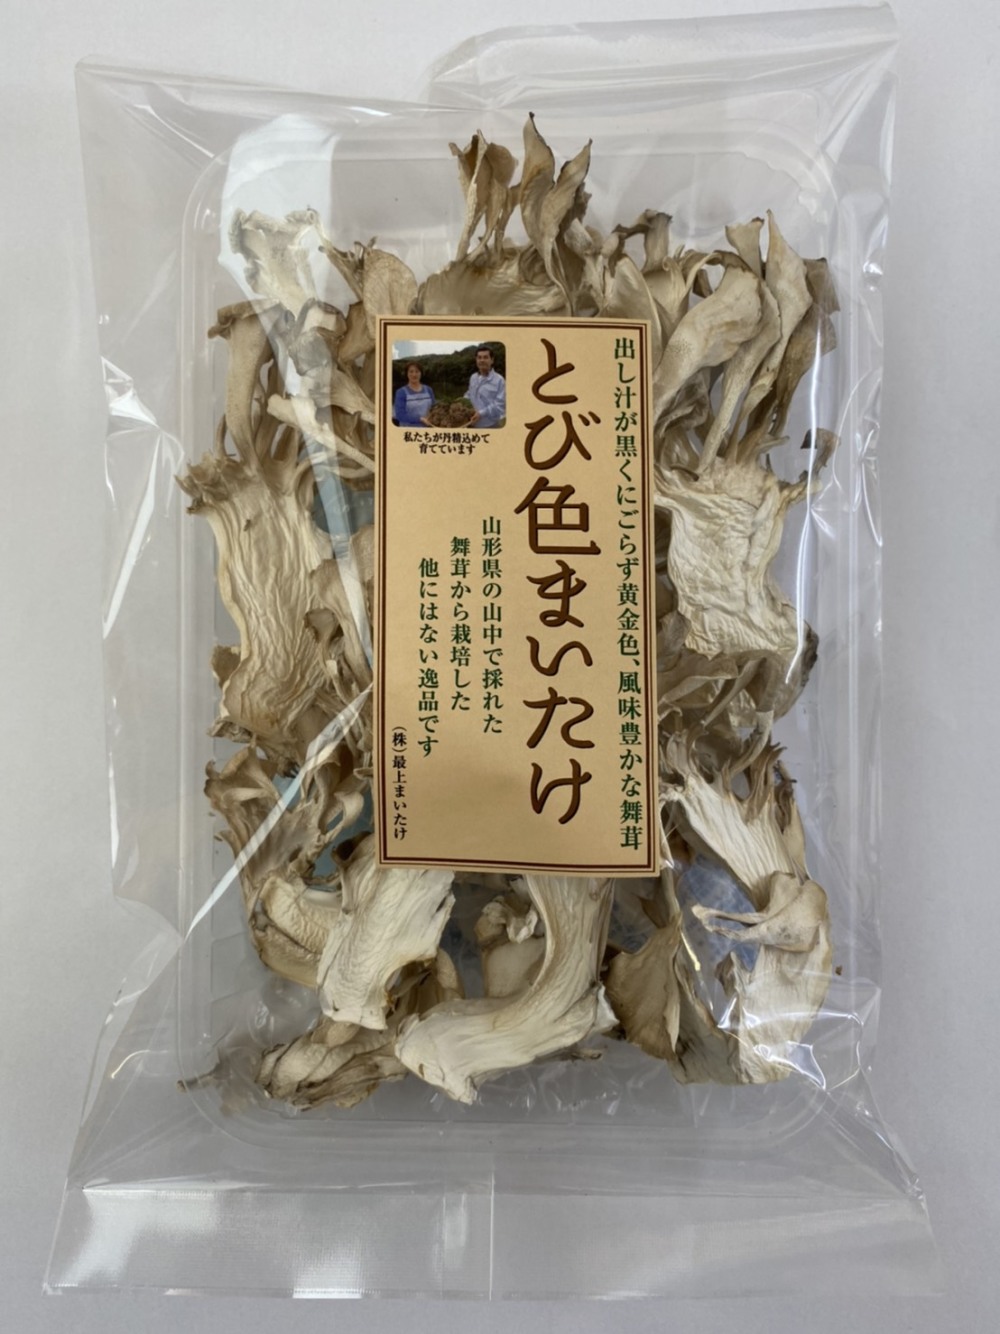 出し汁が黒くにごらず黄金色、風味豊かな舞茸
とび色まいたけ
私たちが丹精込めて
育てています
山形県の山中で採れた
舞茸から栽培した
他にはない逸品です
(株)最上まいたけ